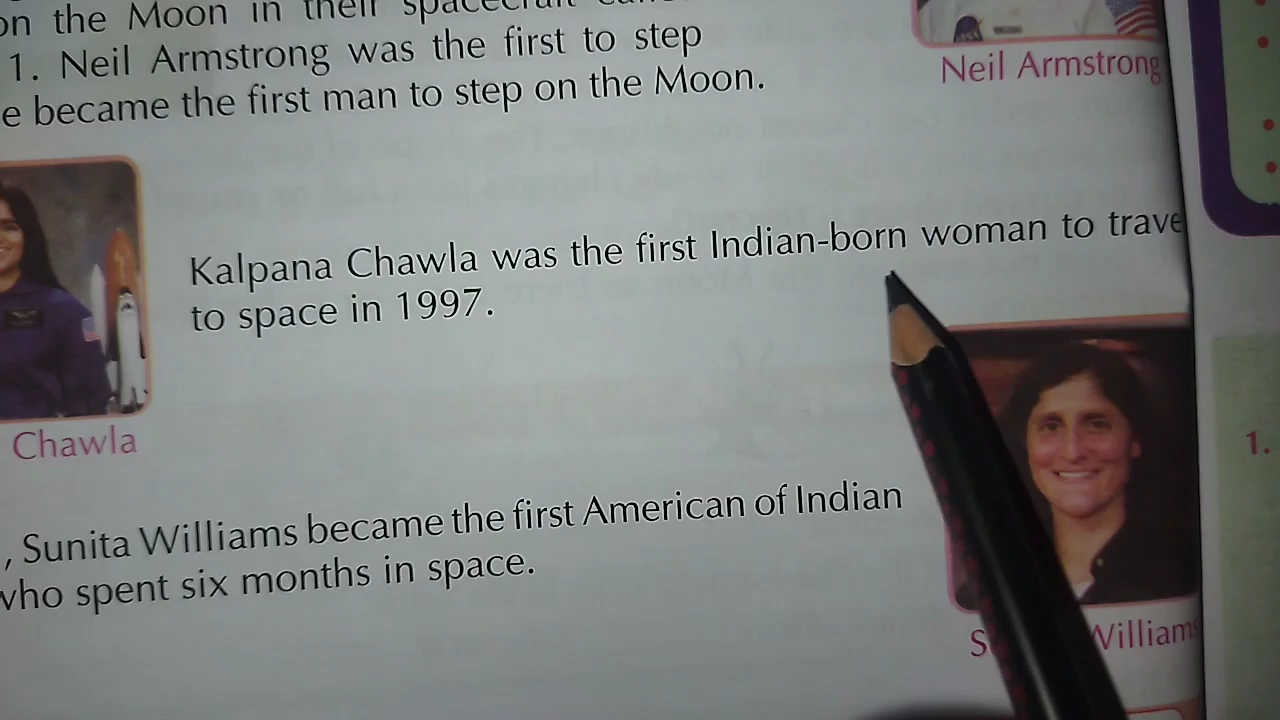 on the Moon in their spacecraft
1. Neil Armstrong was the first to step
e became the first man to step on the Moon.
Neil Armstrong
Kalpana Chawla was the first Indian-born woman to trave
to space in 1997.
Chawla
, Sunita Williams became the first American of Indian
who spent six months in space.
S Williams
1.